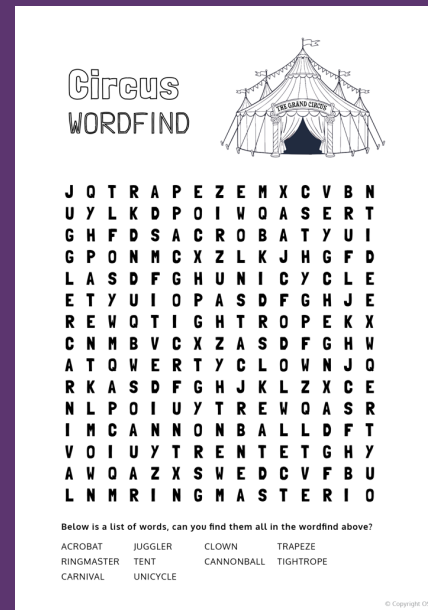 Circus
WORDFIND
THE GRAND CIRCUS
J Q T R A P E Z E M X C V B N
U Y L K D P O I W Q A S E R T
G H F D S A C R O B A T Y U I
G P O N M C X Z L K J H G F D
L A S D F G H U N I C Y C L E
E T Y U I O P A S D F G H J E
R E W Q T I G H T R O P E K X
C N M B V C X Z A S D F G H W
A T Q W E R T Y C L O W N J Q
R K A S D F G H J K L Z X C E
N L P O I U Y T R E W Q A S R
I M C A N N O N B A L L D F T
V O I U Y T R E N T E T G H Y
A W Q A Z X S W E D C V F B U
L N M R I N G M A S T E R I O
Below is a list of words, can you find them all in the wordfind above?
ACROBAT JUGGLER CLOWN TRAPEZE
RINGMASTER TENT CANNONBALL TIGHTROPE
CARNIVAL UNICYCLE
© Copyright